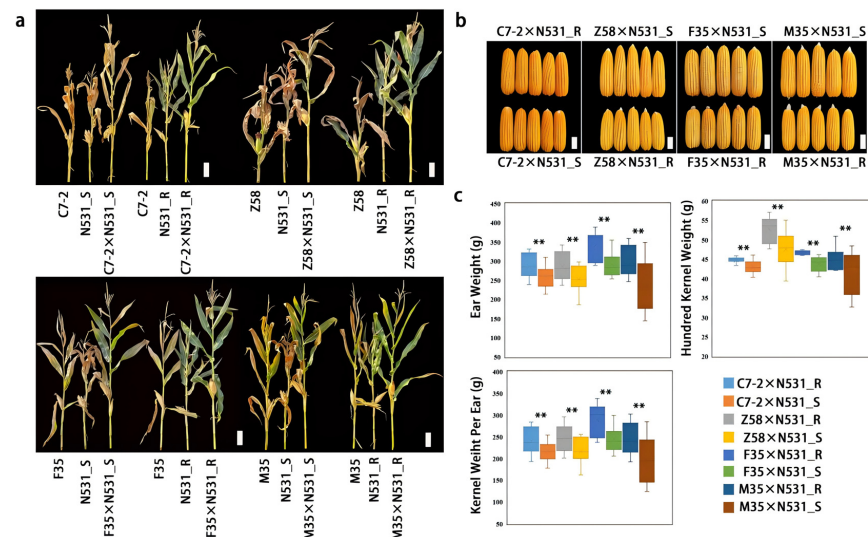 a
C7-2
N531_S
C7-2×N531_S
C7-2
N531_R
C7-2×N531_R
Z58
N531_S
Z58×N531_S
Z58
N531_R
Z58×N531_R
F35
N531_S
F35×N531_S
F35
N531_R
F35×N531_R
M35
N531_S
M35×N531_S
M35
N531_R
M35×N531_R
b
C7-2×N531_R Z58×N531_S F35×N531_S M35×N531_S
C7-2×N531_S Z58×N531_R F35×N531_R M35×N531_R
c
Ear Weight (g)
450
400
350
300
250
200
150
100
50
** ** ** **
Hundred Kernel Weight (g)
60
55
50
45
40
35
30
25
20
** ** ** **
Kernel Weiht Per Ear (g)
400
350
300
250
200
150
100
50
** ** ** **
C7-2×N531_R
C7-2×N531_S
Z58×N531_R
Z58×N531_S
F35×N531_R
F35×N531_S
M35×N531_R
M35×N531_S